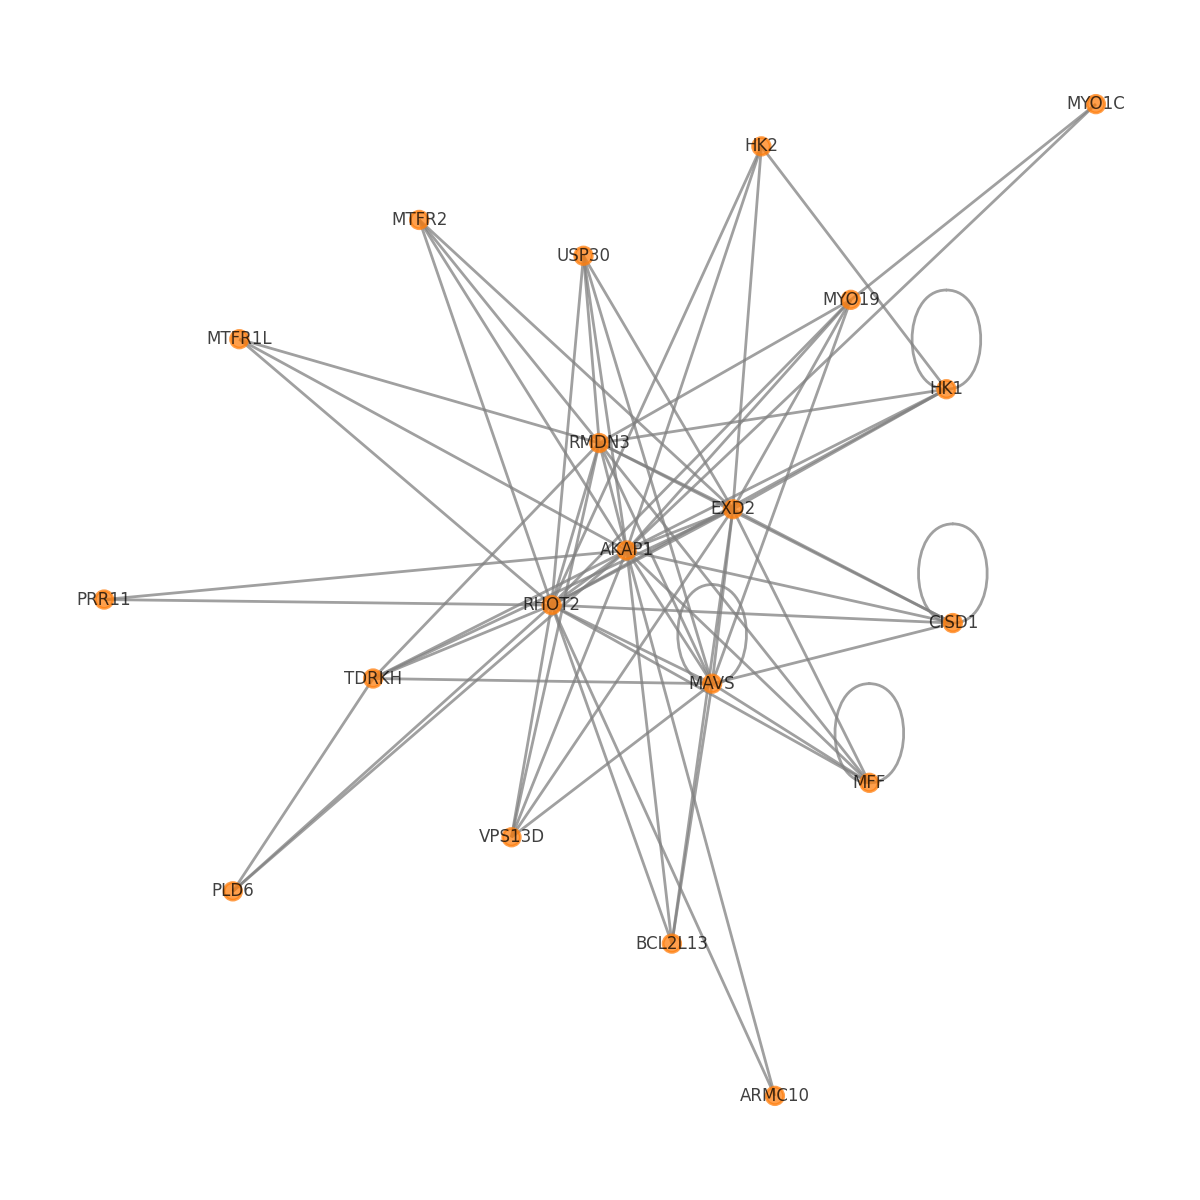 MYO1C
HK2
MTFR2
USP30
MYO19
MTFR1L
HK1
RMDN3
EXD2
AKAP1
PRR11
RHOT2
CISD1
TDRKH
MAVS
MFF
VPS13D
PLD6
BCL2L13
ARMC10